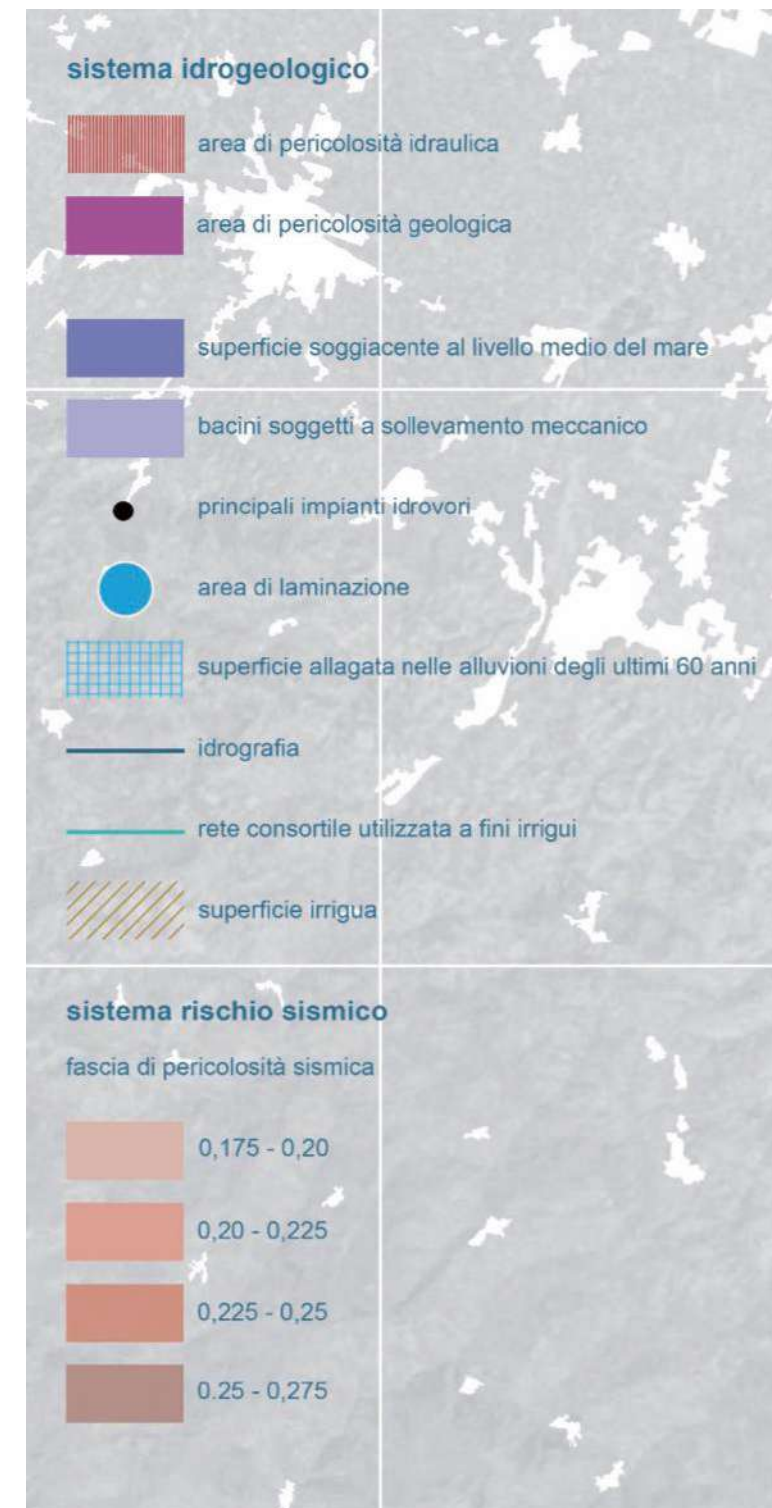 sistema idrogeologico
area di pericolosità idraulica
area di pericolosità geologica
superficie soggiacente al livello medio del mare
bacini soggetti a sollevamento meccanico
principali impianti idrovori
area di laminazione
superficie allagata nelle alluvioni degli ultimi 60 anni
idrografia
rete consortile utilizzata a fini irrigui
superficie irrigua
sistema rischio sismico
fascia di pericolosità sismica
0,175 - 0,20
0,20 - 0,225
0,225 - 0,25
0.25 - 0,275